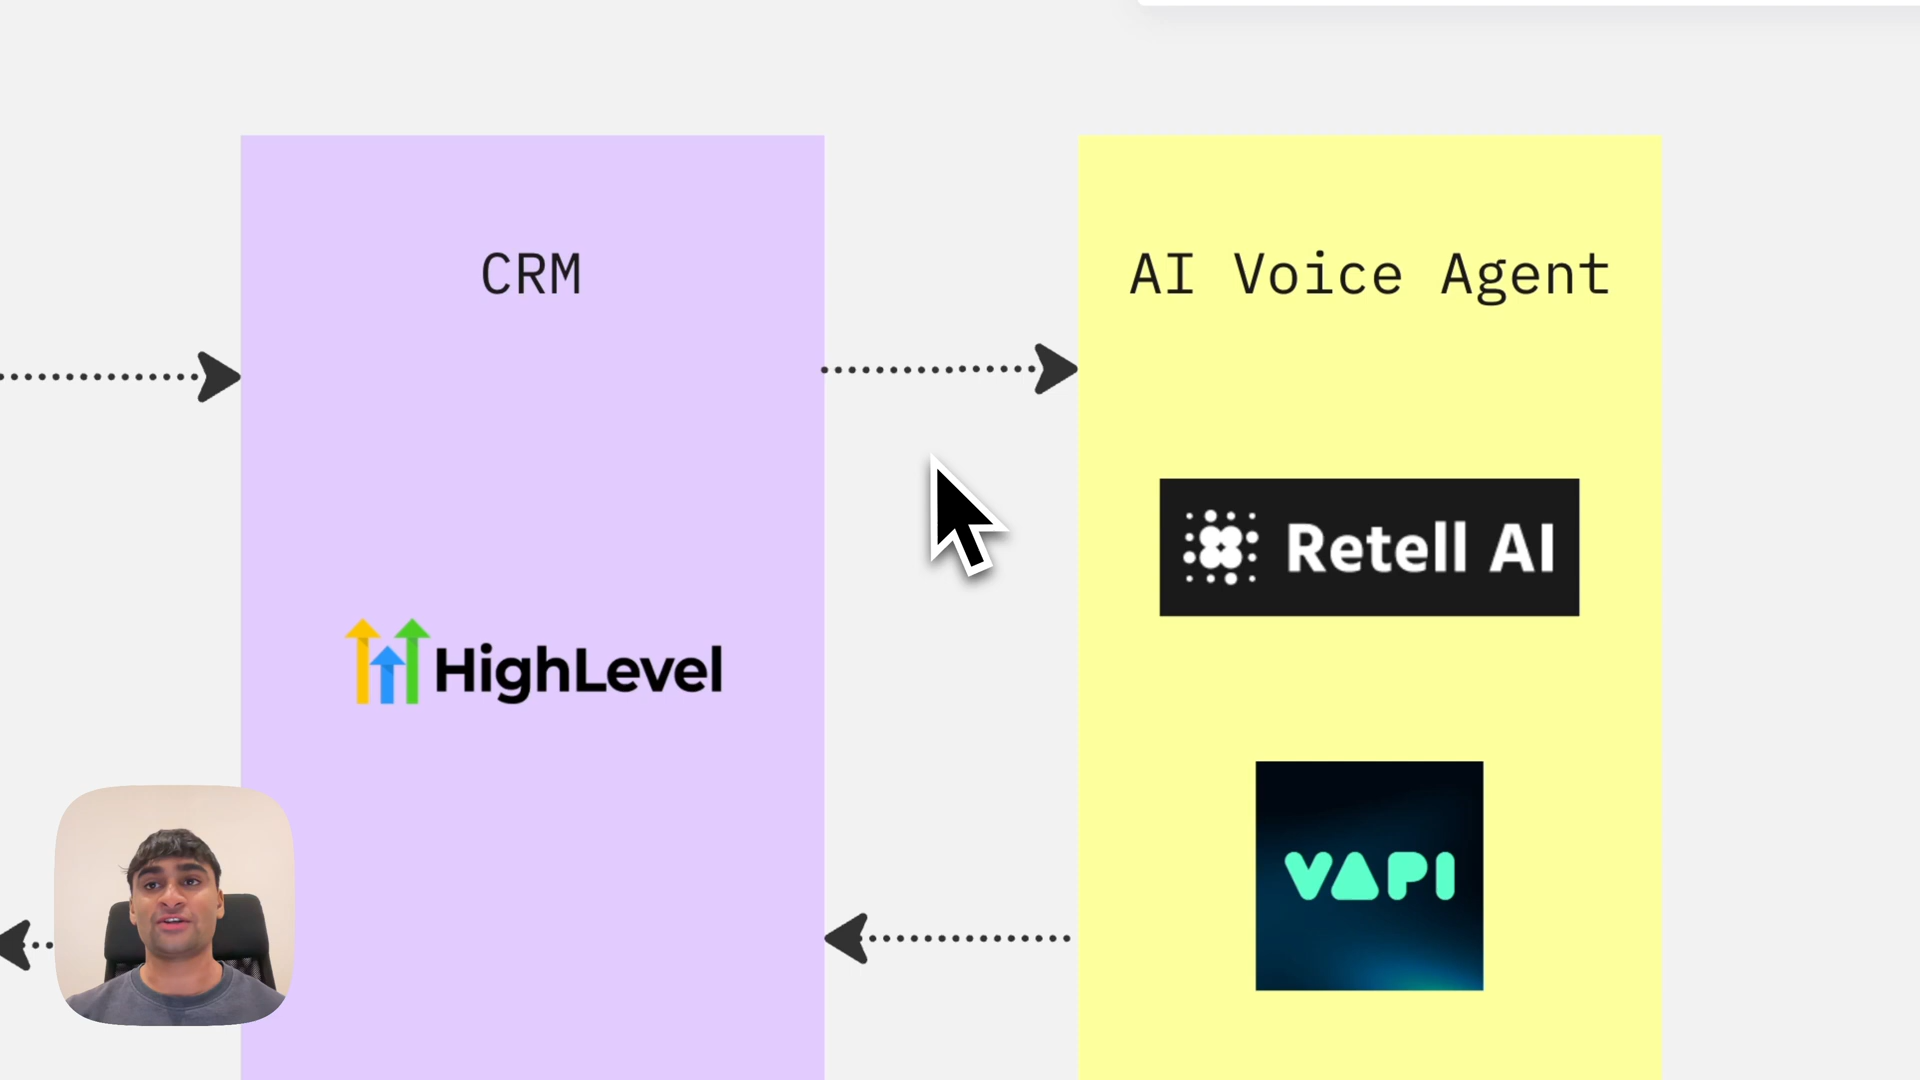 CRM
AI Voice Agent
Retell AI
HighLevel
VAPI